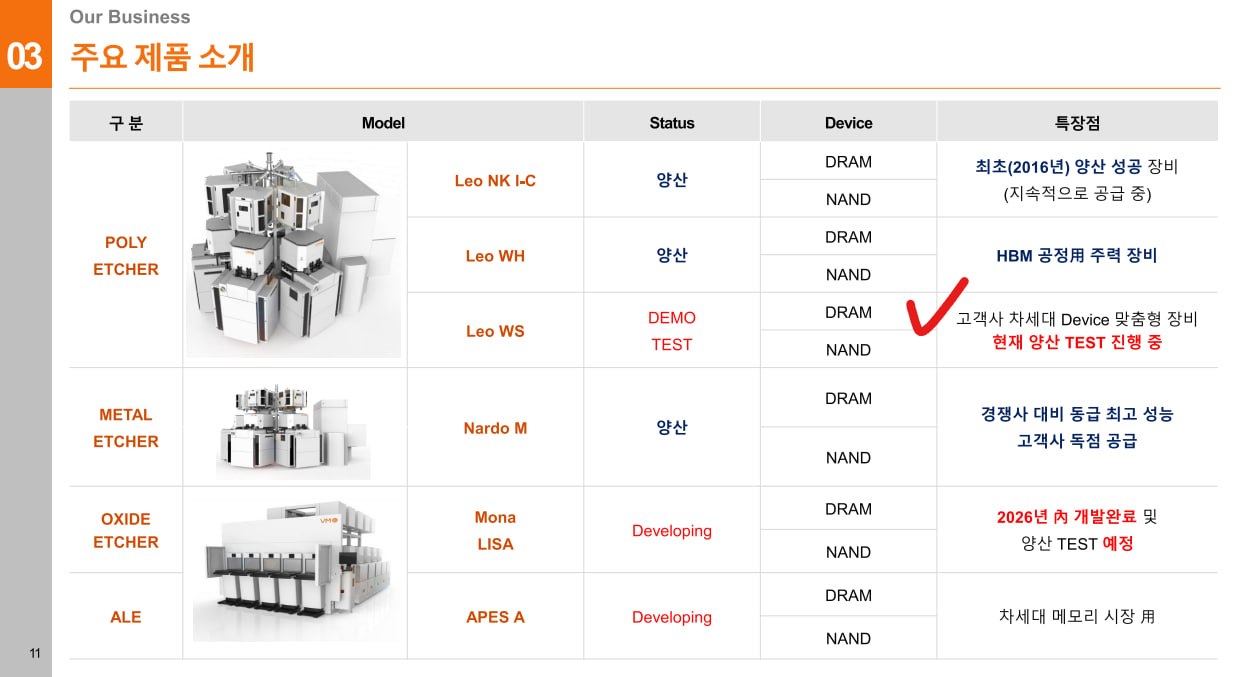 Our Business
03
주요 제품 소개
구 분
Model
Status
Device
특장점
POLY
ETCHER
Leo NK I-C
양산
DRAM
NAND
최초(2016년) 양산 성공 장비
(지속적으로 공급 중)
Leo WH
양산
DRAM
NAND
HBM 공정用 주력 장비
Leo WS
DEMO
TEST
DRAM
NAND
고객사 차세대 Device 맞춤형 장비
현재 양산 TEST 진행 중
METAL
ETCHER
Nardo M
양산
DRAM
NAND
경쟁사 대비 동급 최고 성능
고객사 독점 공급
OXIDE
ETCHER
VM
Mona
LISA
Developing
DRAM
NAND
2026년 內 개발완료 및
양산 TEST 예정
ALE
APES A
Developing
DRAM
NAND
차세대 메모리 시장 用
11